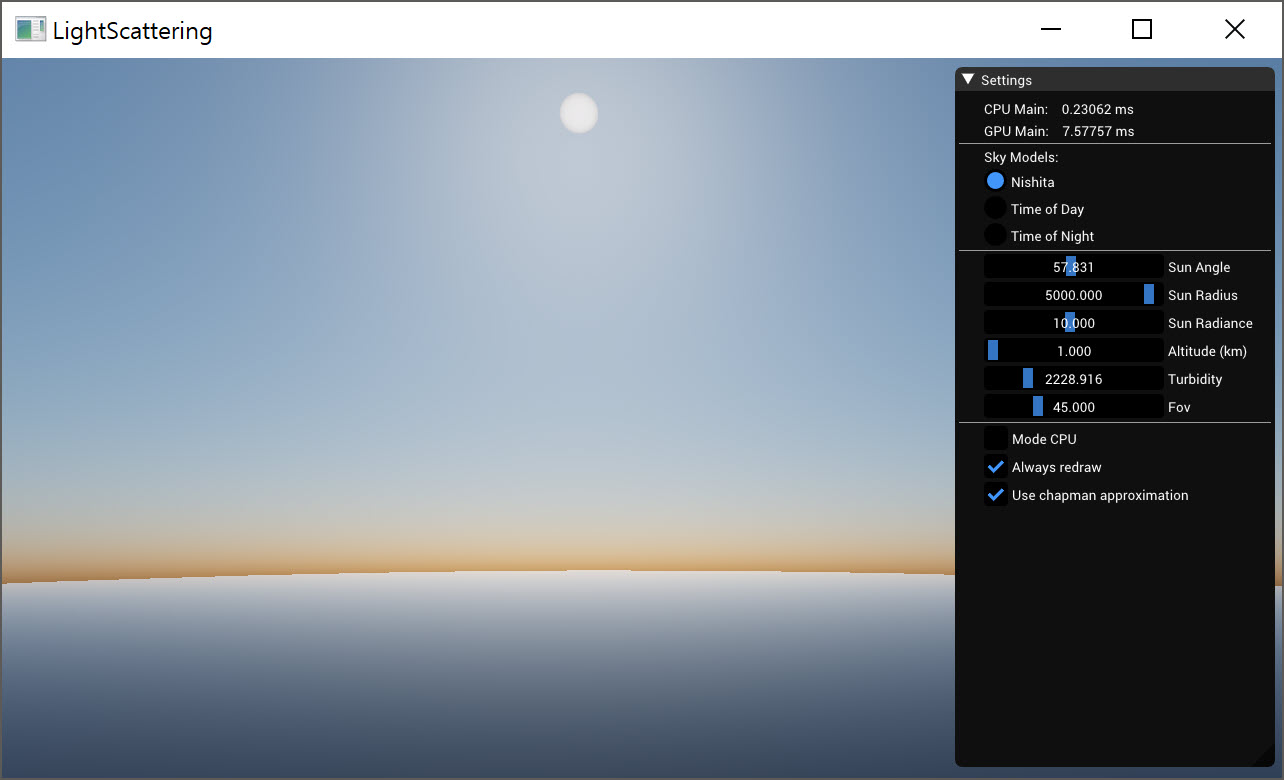 LightScattering
Settings
CPU Main: 0.23062 ms
GPU Main: 7.57757 ms
Sky Models:
Nishita
Time of Day
Time of Night
57.831 Sun Angle
5000.000 Sun Radius
10.000 Sun Radiance
1.000 Altitude (km)
2228.916 Turbidity
45.000 Fov
Mode CPU
Always redraw
Use chapman approximation